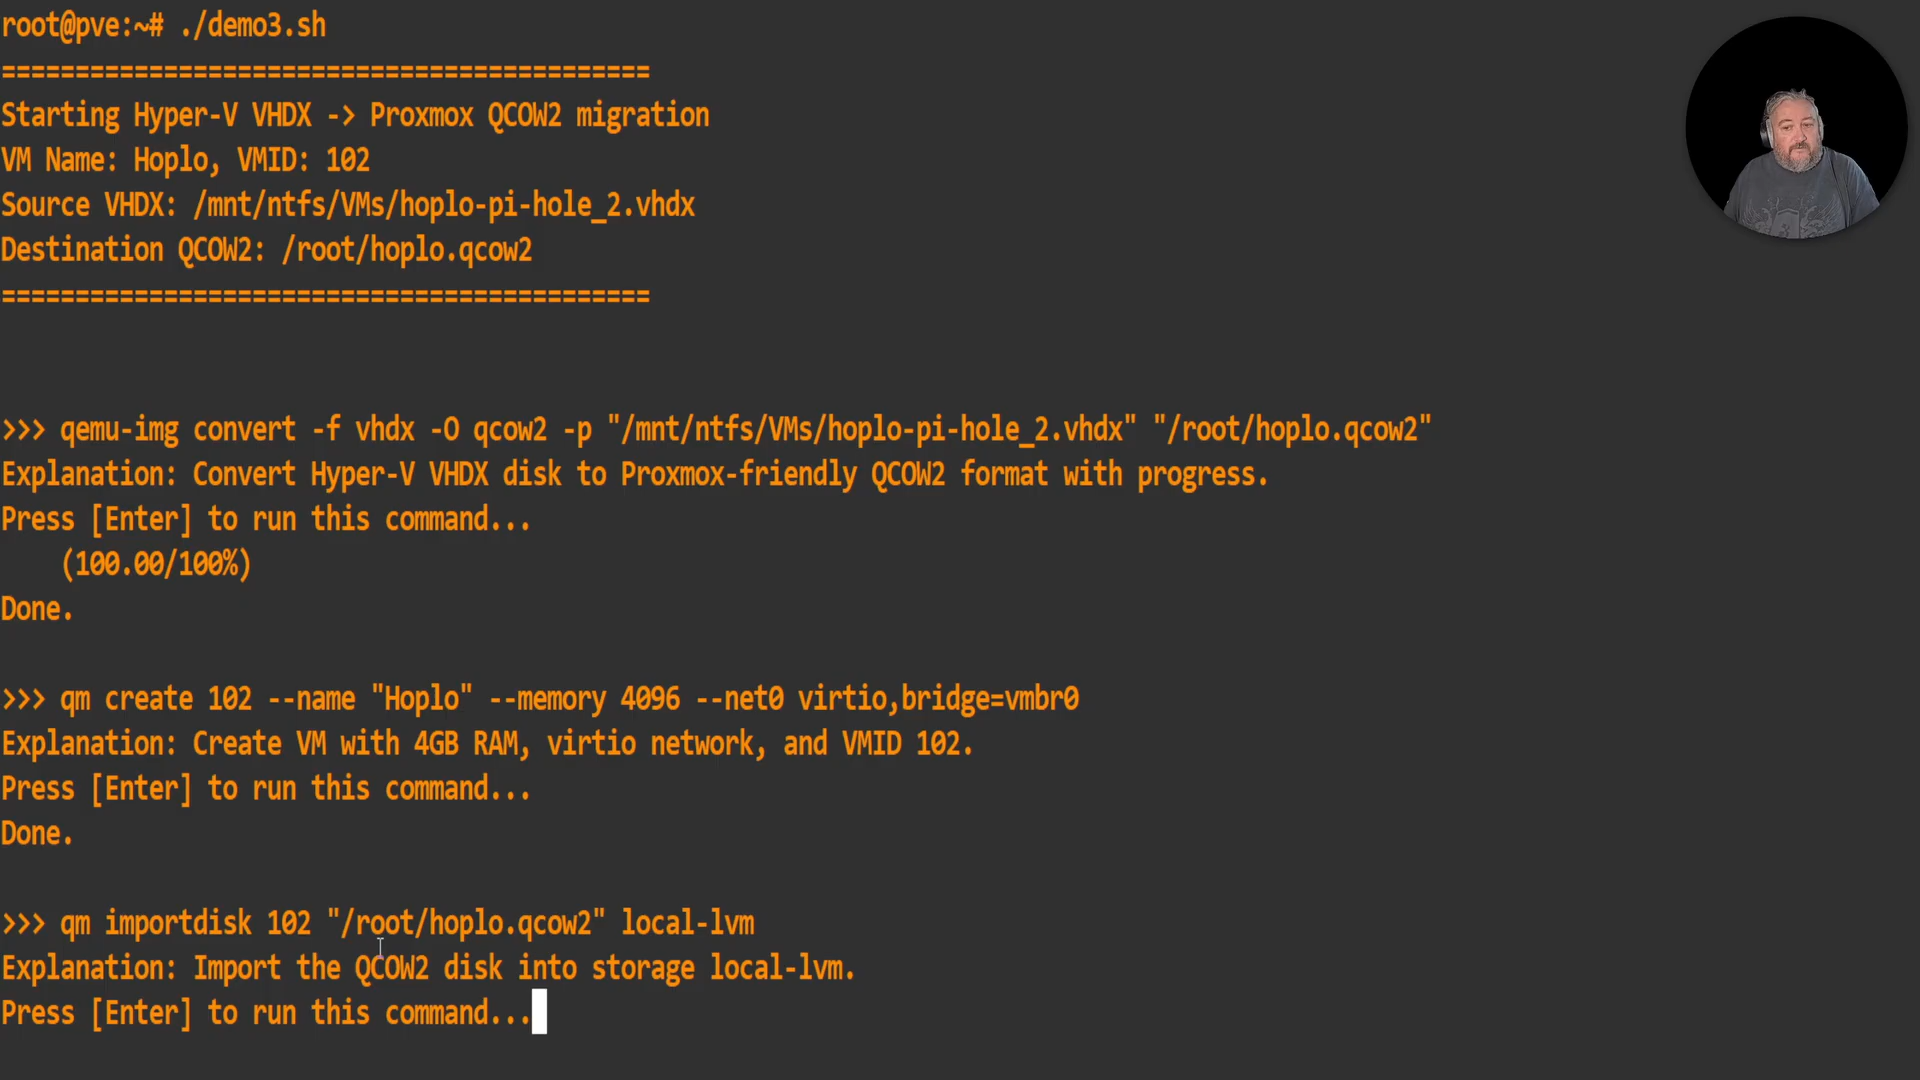 root@pve:~# ./demo3.sh
============================================
Starting Hyper-V VHDX -> Proxmox QCOW2 migration
VM Name: Hoplo, VMID: 102
Source VHDX: /mnt/ntfs/VMs/hoplo-pi-hole_2.vhdx
Destination QCOW2: /root/hoplo.qcow2
============================================
>>> qemu-img convert -f vhdx -O qcow2 -p "/mnt/ntfs/VMs/hoplo-pi-hole_2.vhdx" "/root/hoplo.qcow2"
Explanation: Convert Hyper-V VHDX disk to Proxmox-friendly QCOW2 format with progress.
Press [Enter] to run this command...
(100.00/100%)
Done.
>>> qm create 102 --name "Hoplo" --memory 4096 --net0 virtio,bridge=vmbr0
Explanation: Create VM with 4GB RAM, virtio network, and VMID 102.
Press [Enter] to run this command...
Done.
>>> qm importdisk 102 "/root/hoplo.qcow2" local-lvm
Explanation: Import the QCOW2 disk into storage local-lvm.
Press [Enter] to run this command...